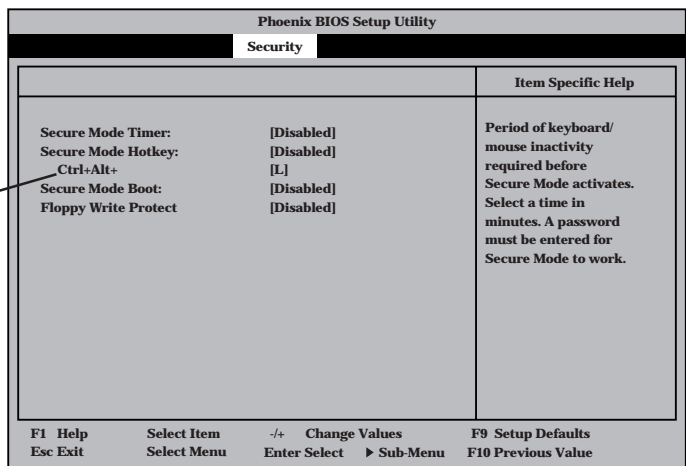 Phoenix BIOS Setup Utility
Security
Item Specific Help
Secure Mode Timer: [Disabled]
Secure Mode Hotkey: [Disabled]
Ctrl+Alt+ [L]
Secure Mode Boot: [Disabled]
Floppy Write Protect [Disabled]
Period of keyboard/
mouse inactivity
required before
Secure Mode activates.
Select a time in
minutes. A password
must be entered for
Secure Mode to work.
F1 Help Select Item -/+ Change Values F9 Setup Defaults
Esc Exit Select Menu Enter Select ▶ Sub-Menu F10 Previous Value